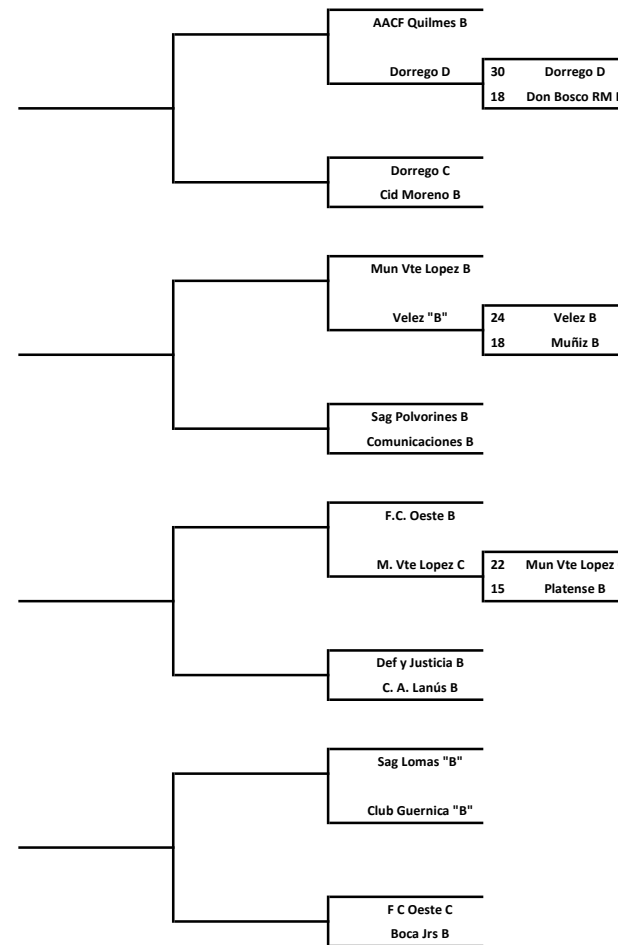 AACF Quilmes B
Dorrego D
30 Dorrego D
18 Don Bosco RM
Dorrego C
Cid Moreno B
Mun Vte Lopez B
Velez "B"
24 Velez B
18 Muñiz B
Sag Polvorines B
Comunicaciones B
F.C. Oeste B
M. Vte Lopez C
22 Mun Vte Lopez
15 Platense B
Def y Justicia B
C. A. Lanús B
Sag Lomas "B"
Club Guernica "B"
F C Oeste C
Boca Jrs B